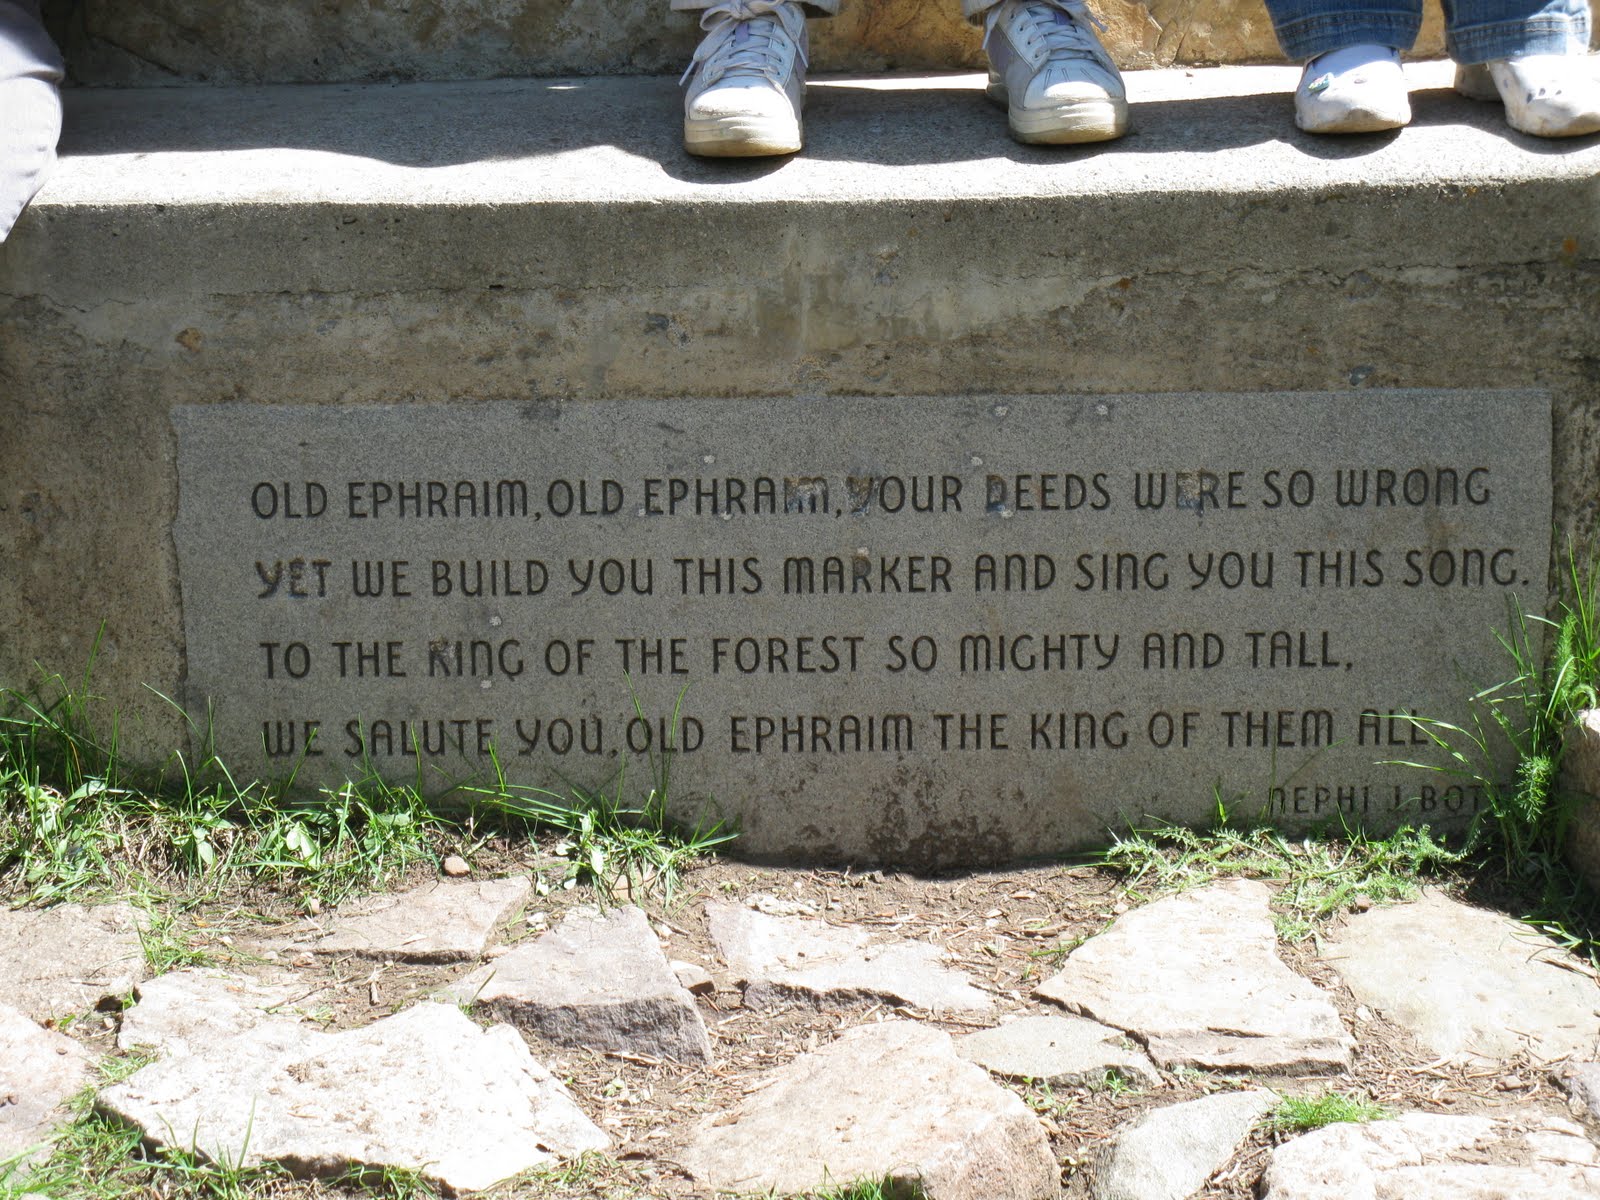 OLD EPHRAIM, OLD EPHRAIM, YOUR DEEDS WERE SO WRONG
YET WE BUILD YOU THIS MARKER AND SING YOU THIS SONG.
TO THE KING OF THE FOREST SO MIGHTY AND TALL,
WE SALUTE YOU, OLD EPHRAIM THE KING OF THEM ALL.
NEPHI J